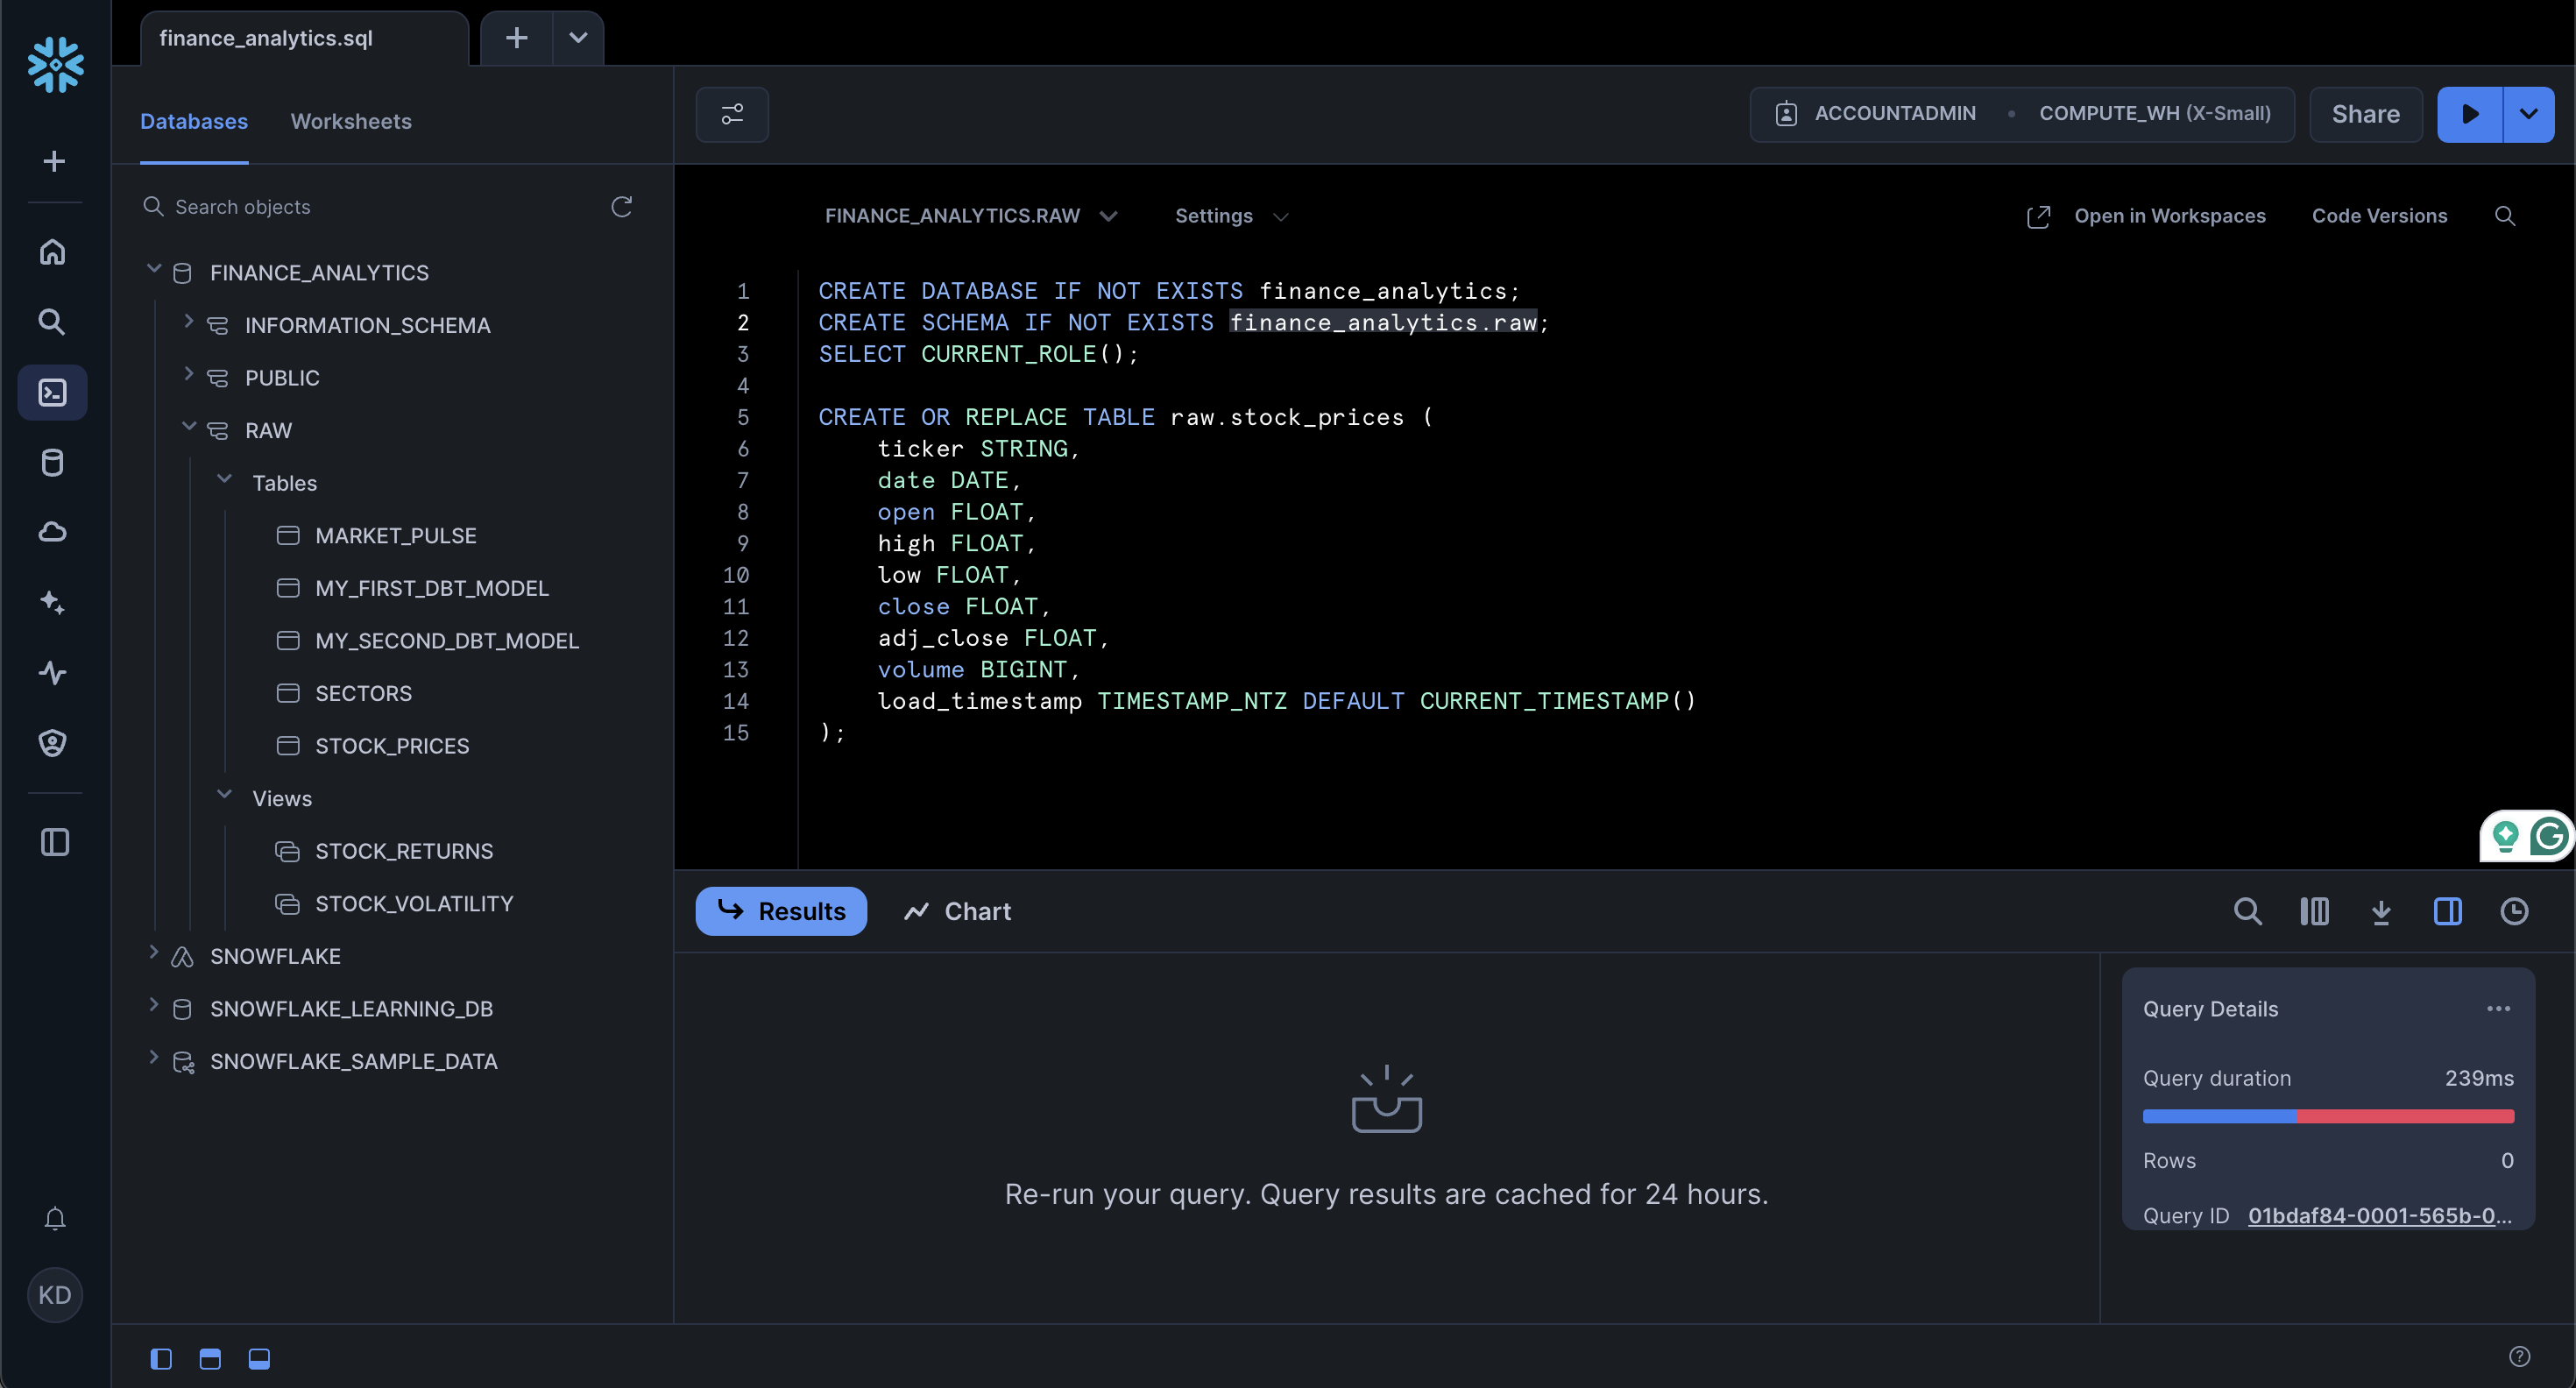 finance_analytics.sql
Databases
Worksheets
Search objects
FINANCE_ANALYTICS
INFORMATION_SCHEMA
PUBLIC
RAW
Tables
MARKET_PULSE
MY_FIRST_DBT_MODEL
MY_SECOND_DBT_MODEL
SECTORS
STOCK_PRICES
Views
STOCK_RETURNS
STOCK_VOLATILITY
SNOWFLAKE
SNOWFLAKE_LEARNING_DB
SNOWFLAKE_SAMPLE_DATA
KD
ACCOUNTADMIN • COMPUTE_WH (X-Small)
Share
FINANCE_ANALYTICS.RAW
Settings
Open in Workspaces
Code Versions
1 CREATE DATABASE IF NOT EXISTS finance_analytics;
2 CREATE SCHEMA IF NOT EXISTS finance_analytics.raw;
3 SELECT CURRENT_ROLE();
4
5 CREATE OR REPLACE TABLE raw.stock_prices (
6 ticker STRING,
7 date DATE,
8 open FLOAT,
9 high FLOAT,
10 low FLOAT,
11 close FLOAT,
12 adj_close FLOAT,
13 volume BIGINT,
14 load_timestamp TIMESTAMP_NTZ DEFAULT CURRENT_TIMESTAMP()
15 );
Results
Chart
Re-run your query. Query results are cached for 24 hours.
Query Details
Query duration 239ms
Rows 0
Query ID 01bdaf84-0001-565b-0...